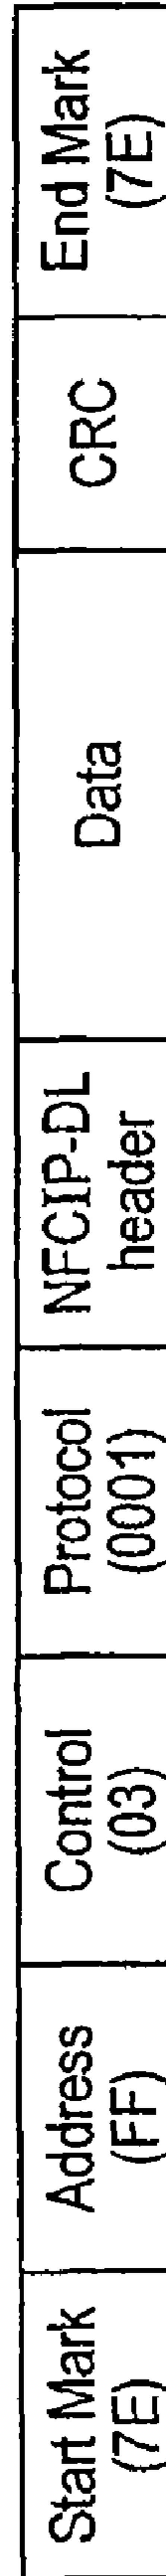 Start Mark
(7E)
Address
(FF)
Control
(03)
Protocol
(0001)
NFCIP-DL
header
Data
CRC
End Mark
(7E)